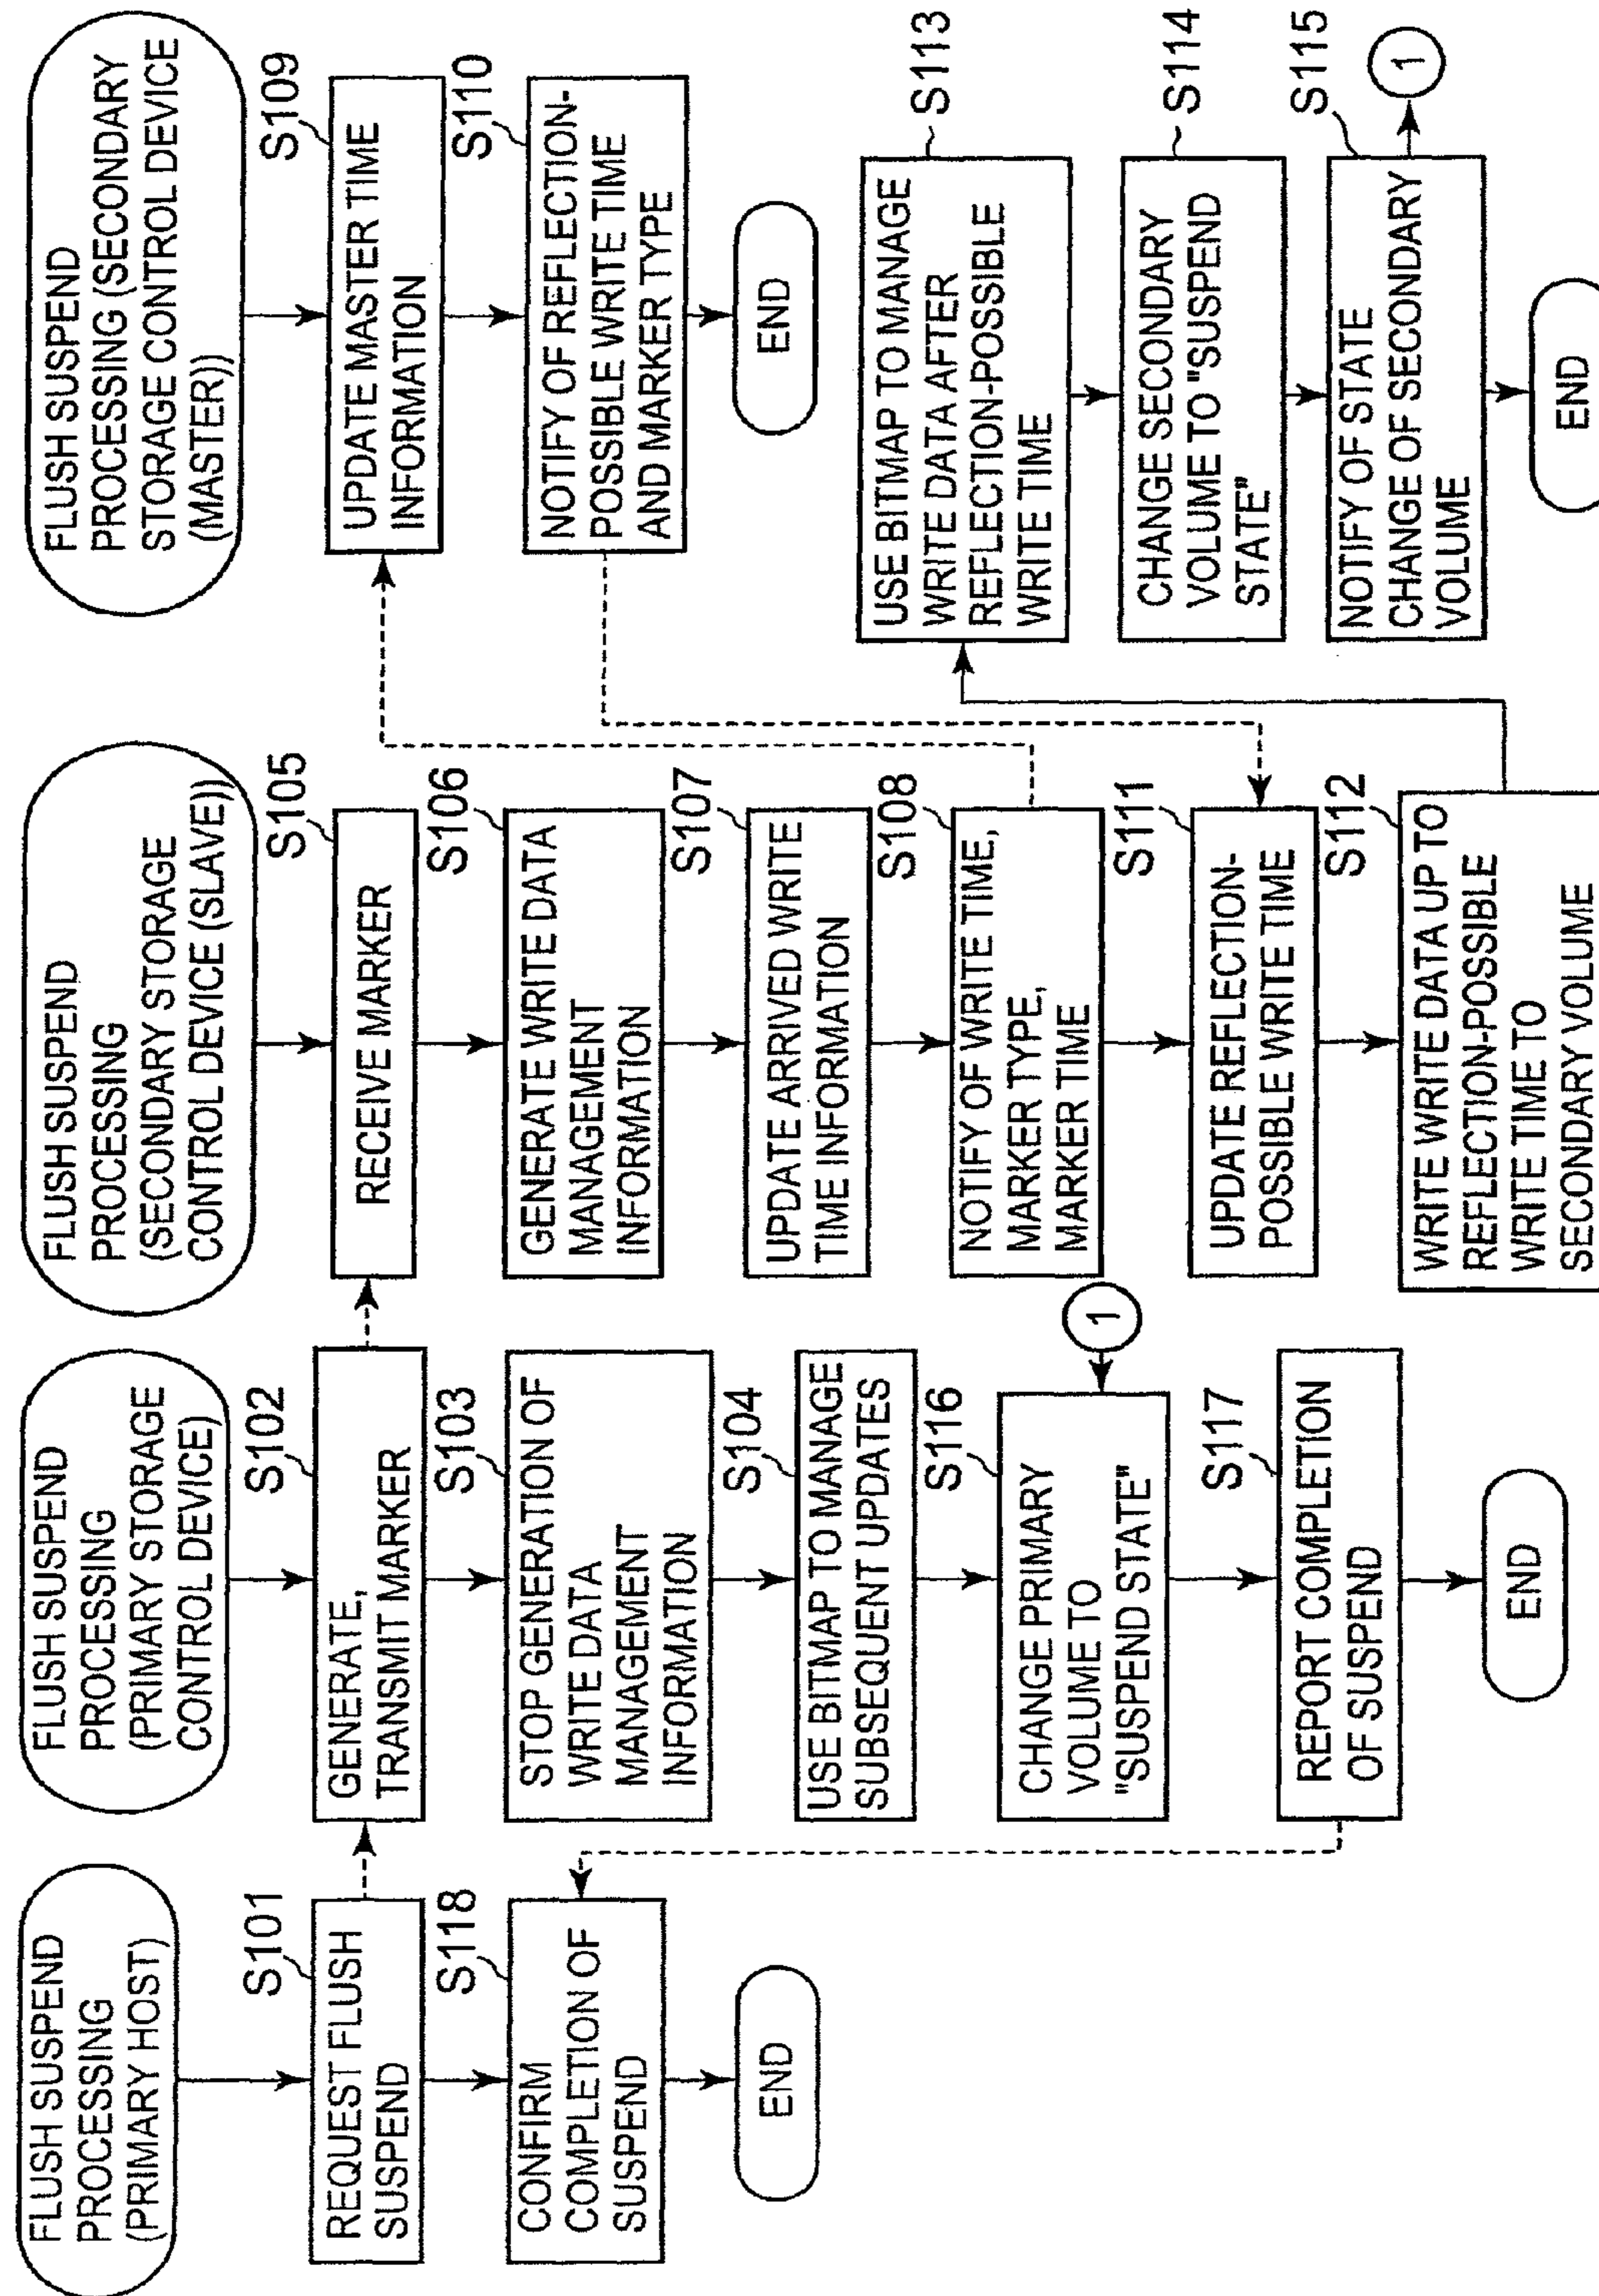 FLUSH SUSPEND
PROCESSING
(PRIMARY HOST)
S101
REQUEST FLUSH
SUSPEND
S118
CONFIRM
COMPLETION OF
SUSPEND
END
FLUSH SUSPEND
PROCESSING
(PRIMARY STORAGE
CONTROL DEVICE)
S102
GENERATE,
TRANSMIT MARKER
S103
STOP GENERATION OF
WRITE DATA
MANAGEMENT
INFORMATION
S104
USE BITMAP TO MANAGE
SUBSEQUENT UPDATES
S116
1
CHANGE PRIMARY
VOLUME TO
"SUSPEND STATE"
S117
REPORT COMPLETION
OF SUSPEND
END
FLUSH SUSPEND
PROCESSING
(SECONDARY STORAGE
CONTROL DEVICE (SLAVE))
S105
RECEIVE MARKER
S106
GENERATE WRITE DATA
MANAGEMENT
INFORMATION
S107
UPDATE ARRIVED WRITE
TIME INFORMATION
S108
NOTIFY OF WRITE TIME,
MARKER TYPE,
MARKER TIME
S111
UPDATE REFLECTION-
POSSIBLE WRITE TIME
S112
WRITE WRITE DATA UP TO
REFLECTION-POSSIBLE
WRITE TIME TO
SECONDARY VOLUME
FLUSH SUSPEND
PROCESSING (SECONDARY
STORAGE CONTROL DEVICE
(MASTER))
S109
UPDATE MASTER TIME
INFORMATION
S110
NOTIFY OF REFLECTION-
POSSIBLE WRITE TIME
AND MARKER TYPE
END
S113
USE BITMAP TO MANAGE
WRITE DATA AFTER
REFLECTION-POSSIBLE
WRITE TIME
S114
CHANGE SECONDARY
VOLUME TO "SUSPEND
STATE"
S115
NOTIFY OF STATE
CHANGE OF SECONDARY
VOLUME
1
END